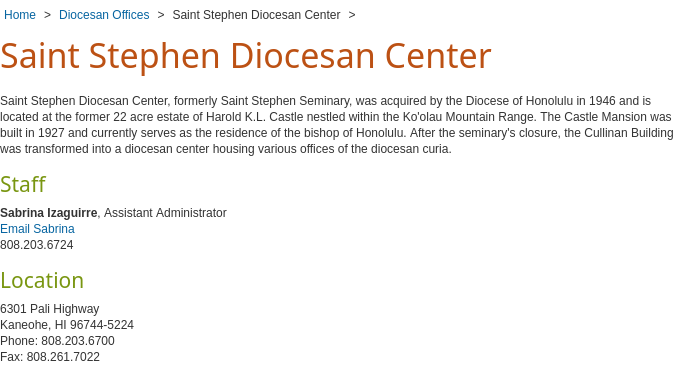 Home > Diocesan Offices > Saint Stephen Diocesan Center >
Saint Stephen Diocesan Center
Saint Stephen Diocesan Center, formerly Saint Stephen Seminary, was acquired by the Diocese of Honolulu in 1946 and is
located at the former 22 acre estate of Harold K.L. Castle nestled within the Ko'olau Mountain Range. The Castle Mansion was
built in 1927 and currently serves as the residence of the bishop of Honolulu. After the seminary's closure, the Cullinan Building
was transformed into a diocesan center housing various offices of the diocesan curia.
Staff
Sabrina Izaguirre, Assistant Administrator
Email Sabrina
808.203.6724
Location
6301 Pali Highway
Kaneohe, HI 96744-5224
Phone: 808.203.6700
Fax: 808.261.7022